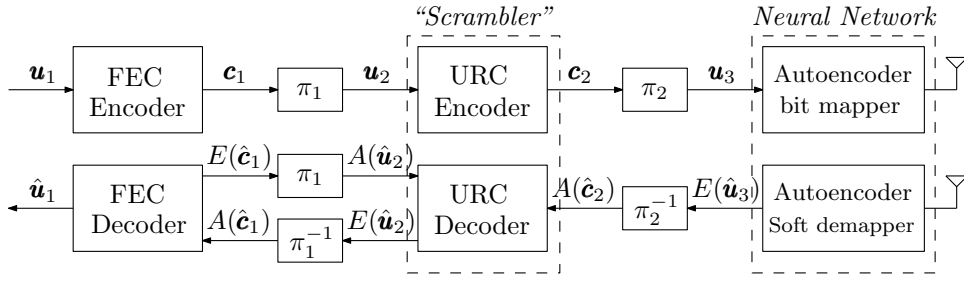 “Scrambler”
Neural Network
𝒖₁
FEC
Encoder
𝒄₁
π₁
𝒖₂
URC
Encoder
𝒄₂
π₂
𝒖₃
Autoencoder
bit mapper
û₁
FEC
Decoder
E(ĉ₁)
π₁
A(û₂)
A(ĉ₁)
π₁⁻¹
E(û₂)
URC
Decoder
A(ĉ₂)
π₂⁻¹
E(û₃)
Autoencoder
Soft demapper